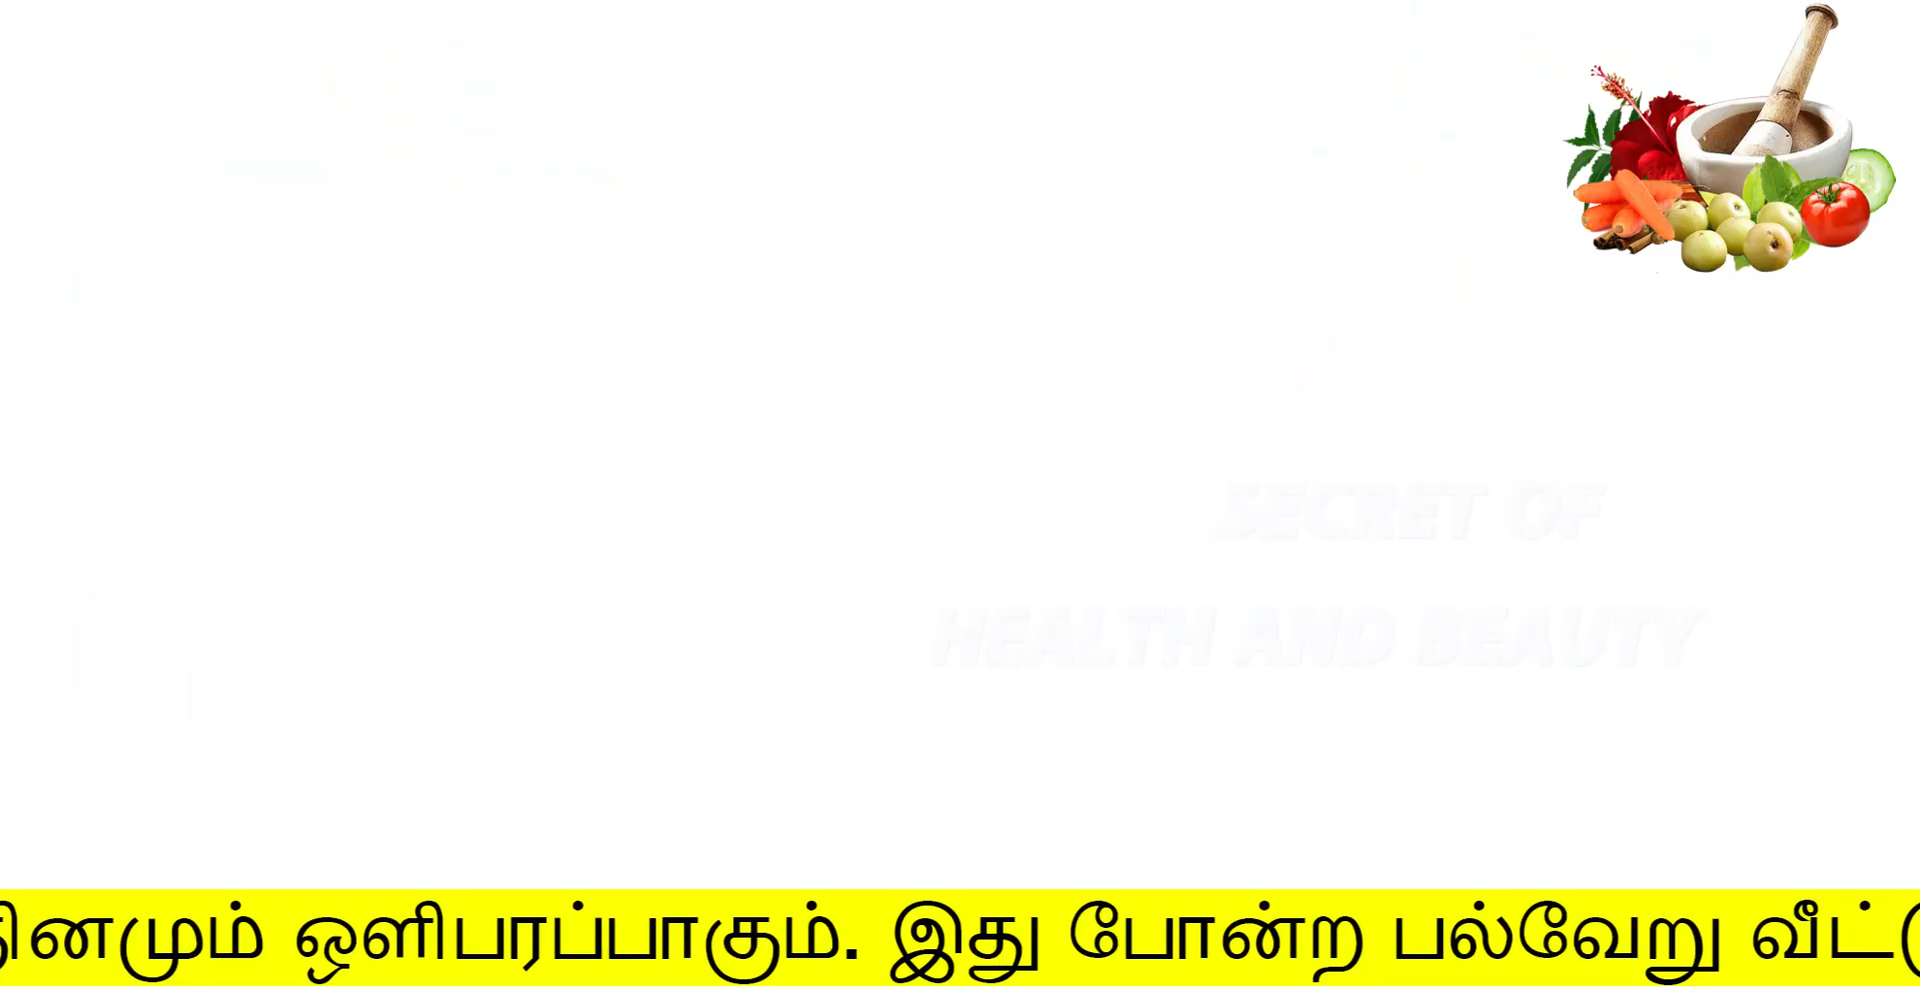 SECRET OF
HEALTH AND BEAUTY
தினமும் ஒளிபரப்பாகும். இது போன்ற பல்வேறு